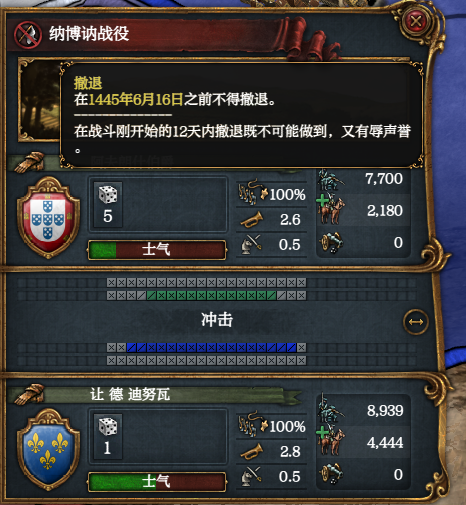 纳博讷战役
撤退
在1445年6月16日之前不得撤退。
--------------
在战斗刚开始的12天内撤退既不可能做到，又有辱声誉
。
7,700
100%
5
2.6
2,180
0.5
0
士气
冲击
让 德 迪努瓦
8,939
100%
1
2.8
4,444
0.5
0
士气